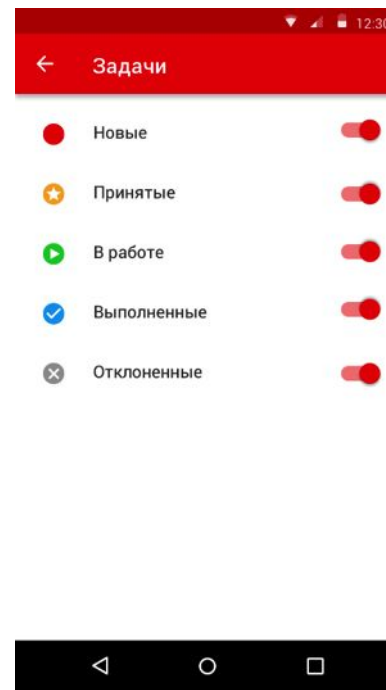 12:30
Задачи
Новые
Принятые
В работе
Выполненные
Отклоненные